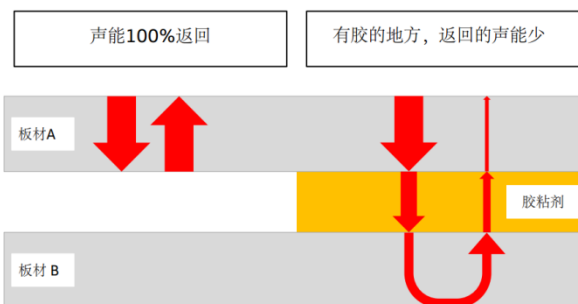 声能100%返回
有胶的地方，返回的声能少
板材A
胶粘剂
板材 B